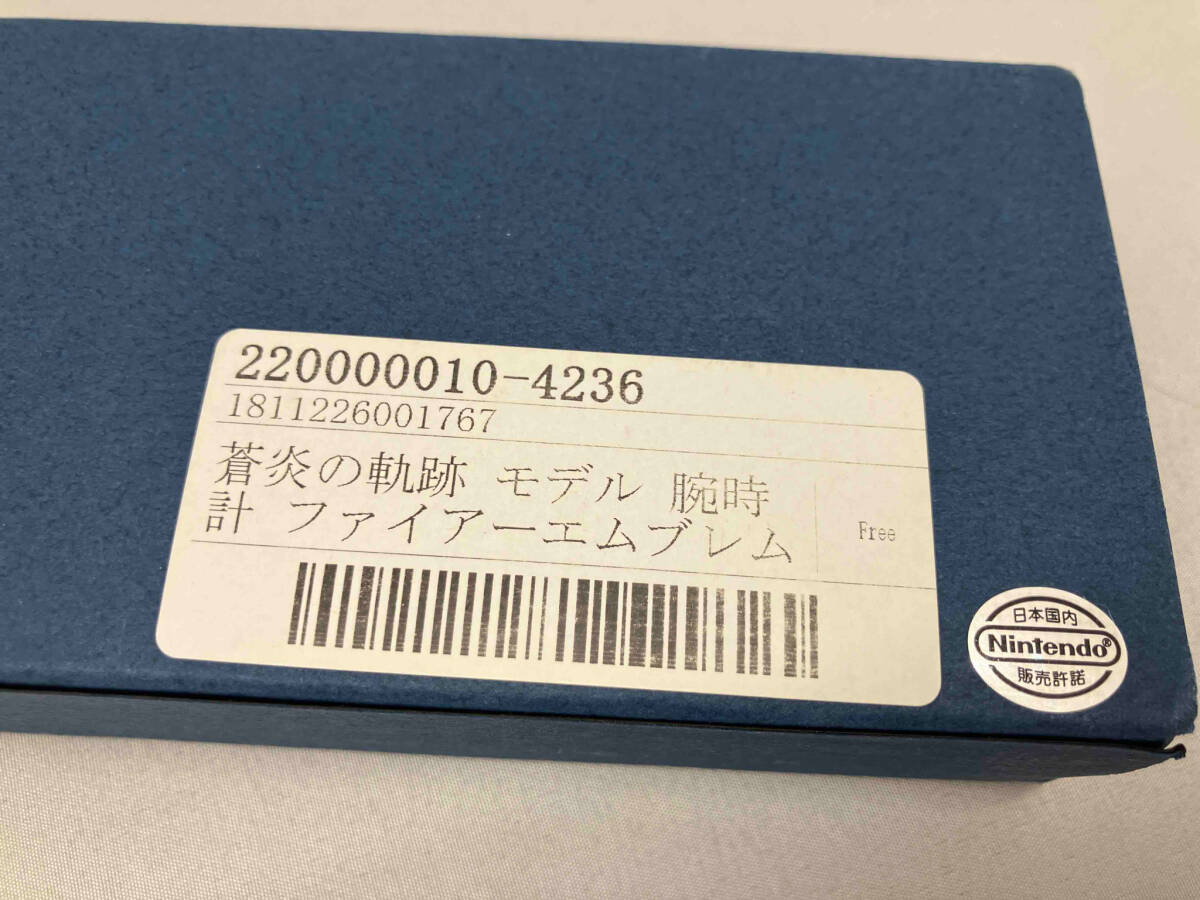 220000010-4236
1811226001767
蒼炎の軌跡 モデル 腕時
計 ファイアーエムブレム
Free
日本国内
Nintendo®
販売許諾